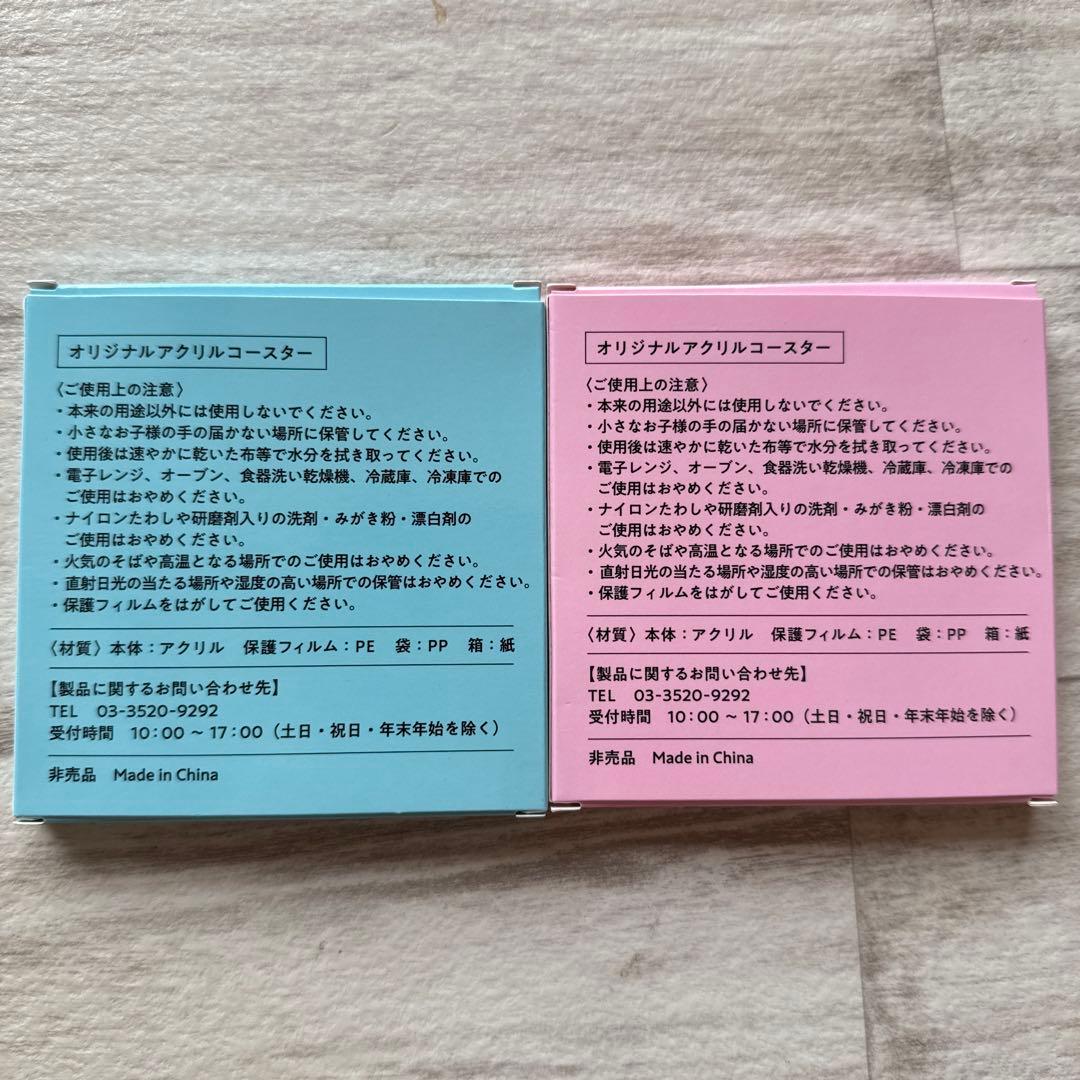 オリジナルアクリルコースター
〈ご使用上の注意〉
・本来の用途以外には使用しないでください。
・小さなお子様の手の届かない場所に保管してください。
・使用後は速やかに乾いた布等で水分を拭き取ってください。
・電子レンジ、オーブン、食器洗い乾燥機、冷蔵庫、冷凍庫での
ご使用はおやめください。
・ナイロンたわしや研磨剤入りの洗剤・みがき粉・漂白剤の
ご使用はおやめください。
・火気のそばや高温となる場所でのご使用はおやめください。
・直射日光の当たる場所や湿度の高い場所での保管はおやめください。
・保護フィルムをはがしてご使用ください。
〈材質〉本体：アクリル　保護フィルム：PE　袋：PP　箱：紙
【製品に関するお問い合わせ先】
TEL　03-3520-9292
受付時間　10：00 ～ 17：00（土日・祝日・年末年始を除く）
非売品　Made in China
オリジナルアクリルコースター
〈ご使用上の注意〉
・本来の用途以外には使用しないでください。
・小さなお子様の手の届かない場所に保管してください。
・使用後は速やかに乾いた布等で水分を拭き取ってください。
・電子レンジ、オーブン、食器洗い乾燥機、冷蔵庫、冷凍庫での
ご使用はおやめください。
・ナイロンたわしや研磨剤入りの洗剤・みがき粉・漂白剤の
ご使用はおやめください。
・火気のそばや高温となる場所でのご使用はおやめください。
・直射日光の当たる場所や湿度の高い場所での保管はおやめください。
・保護フィルムをはがしてご使用ください。
〈材質〉本体：アクリル　保護フィルム：PE　袋：PP　箱：紙
【製品に関するお問い合わせ先】
TEL　03-3520-9292
受付時間　10：00 ～ 17：00（土日・祝日・年末年始を除く）
非売品　Made in China